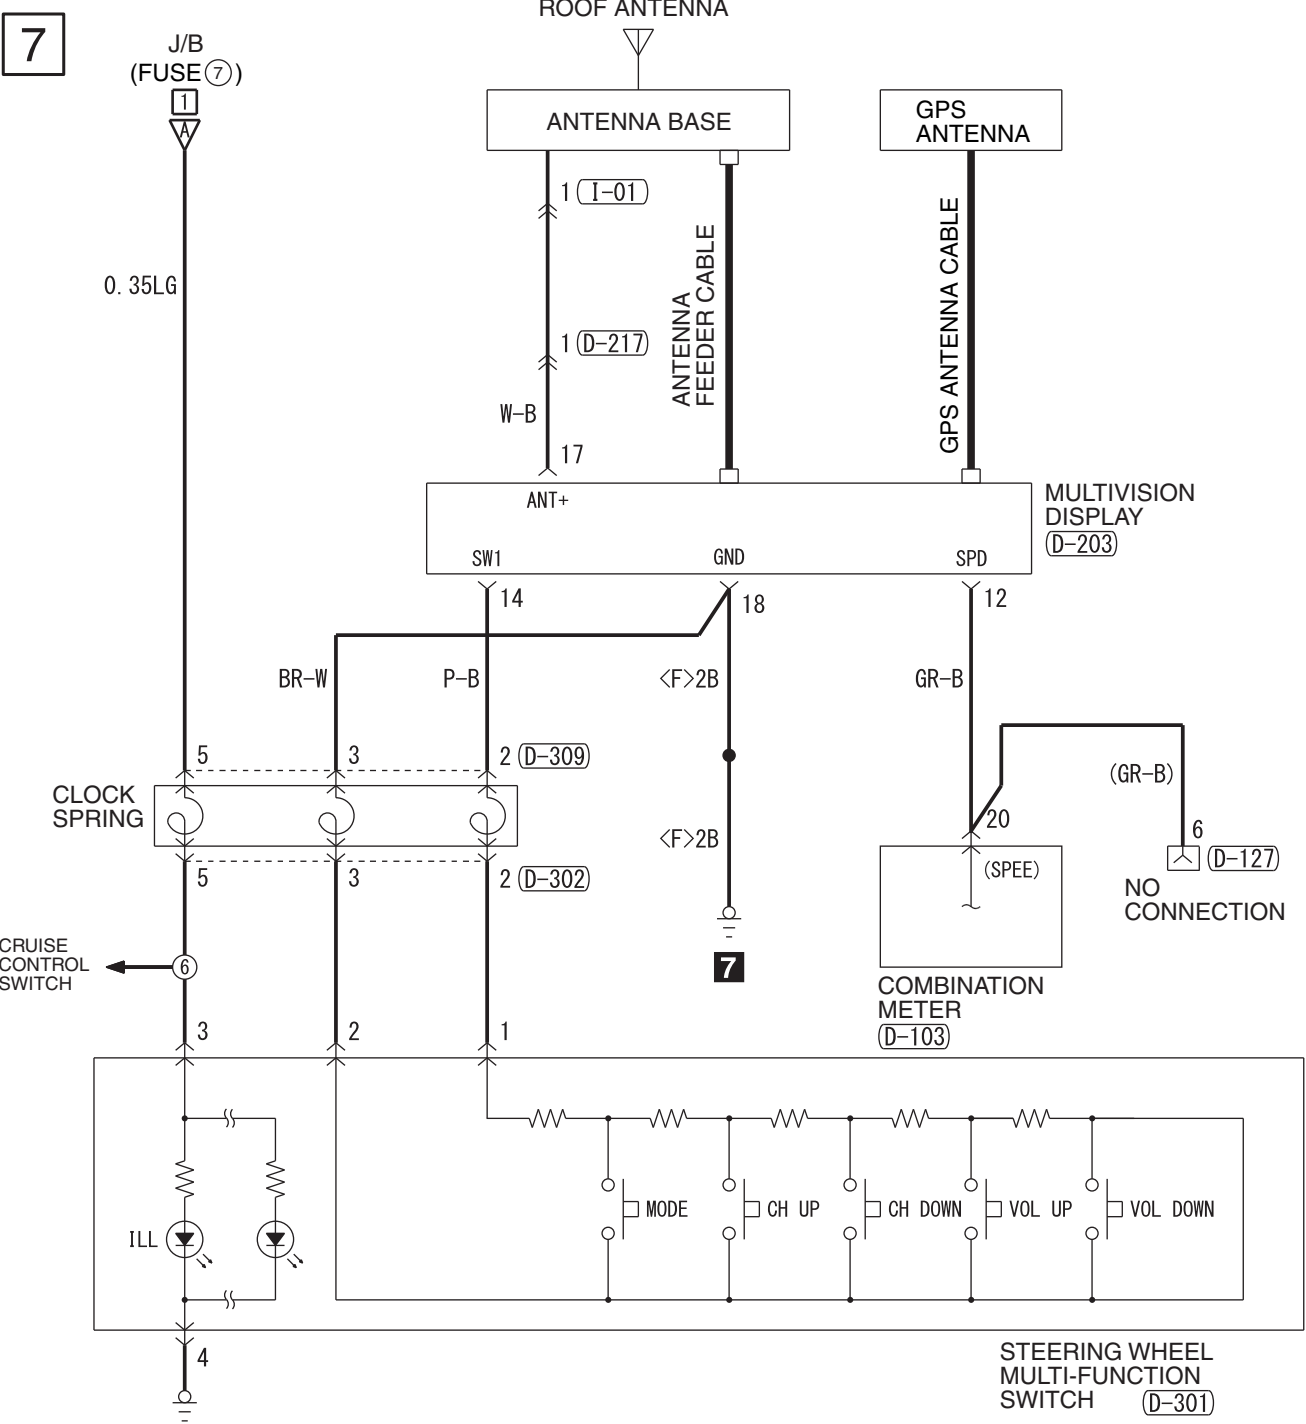 7
ROOF ANTENNA
J/B
(FUSE 7)
1
A
ANTENNA BASE
GPS
ANTENNA
1 I-01
0.35LG
ANTENNA
FEEDER CABLE
GPS ANTENNA CABLE
1 D-217
W-B
17
ANT+
MULTIVISION
DISPLAY
D-203
SW1
GND
SPD
14
18
12
BR-W
P-B
<F>2B
GR-B
5
3
2 D-309
(GR-B)
CLOCK
SPRING
<F>2B
20
6
D-127
(SPEE)
NO
CONNECTION
5
3
2 D-302
CRUISE
CONTROL
SWITCH
6
7
COMBINATION
METER
D-103
3
2
1
ILL
MODE
CH UP
CH DOWN
VOL UP
VOL DOWN
4
STEERING WHEEL
MULTI-FUNCTION
SWITCH D-301